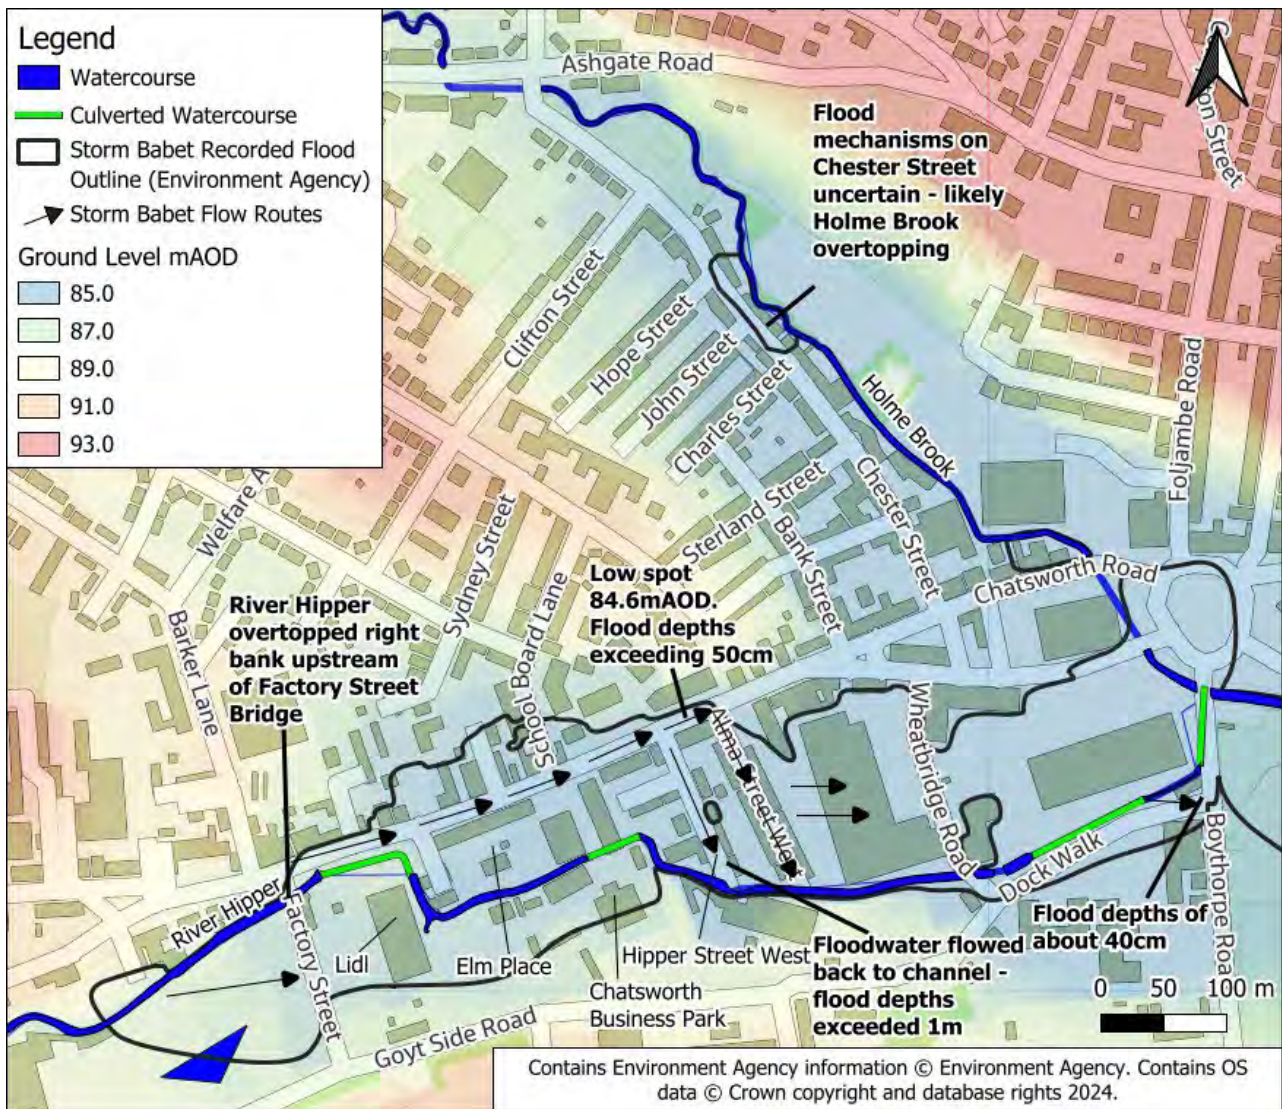 Legend
Watercourse
Culverted Watercourse
Storm Babet Recorded Flood
Outline (Environment Agency)
Storm Babet Flow Routes
Ground Level mAOD
85.0
87.0
89.0
91.0
93.0
Ashgate Road
Flood
mechanisms on
Chester Street
uncertain - likely
Holme Brook
overtopping
Street
Clifton Street
Hope Street
John Street
Charles Street
Holme Brook
Foljambe Road
Chester Street
Sterland Street
Bank Street
Chatsworth Road
Welfare A
Sydney Street
School Board Lane
Barker Lane
Low spot
84.6mAOD.
Flood depths
exceeding 50cm
River Hipper
overtopped right
bank upstream
of Factory Street
Bridge
Alma Street West
Wheatbridge Road
Dock Walk
Boythorpe Road
River Hipper
Factory Street
Lidl
Elm Place
Hipper Street West
Chatsworth
Business Park
Goyt Side Road
Floodwater flowed
back to channel -
flood depths
exceeded 1m
Flood depths of
about 40cm
0 50 100 m
Contains Environment Agency information © Environment Agency. Contains OS
data © Crown copyright and database rights 2024.